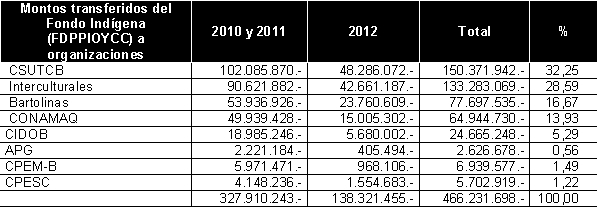 Montos transferidos del
Fondo Indígena
(FDPPIOYCC) a
organizaciones
2010 y 2011 2012 Total %
CSUTCB 102.085.870.- 48.286.072.- 150.371.942.- 32,25
Interculturales 90.621.882.- 42.661.187.- 133.283.069.- 28,59
Bartolinas 53.936.926.- 23.760.609.- 77.697.535.- 16,67
CONAMAQ 49.939.428.- 15.005.302.- 64.944.730.- 13,93
CIDOB 18.985.246.- 5.680.002.- 24.665.248.- 5,29
APG 2.221.184.- 405.494.- 2.626.678.- 0,56
CPEM-B 5.971.471.- 968.106.- 6.939.577.- 1,49
CPESC 4.148.236.- 1.554.683.- 5.702.919.- 1,22
327.910.243.- 138.321.455.- 466.231.698.- 100,00